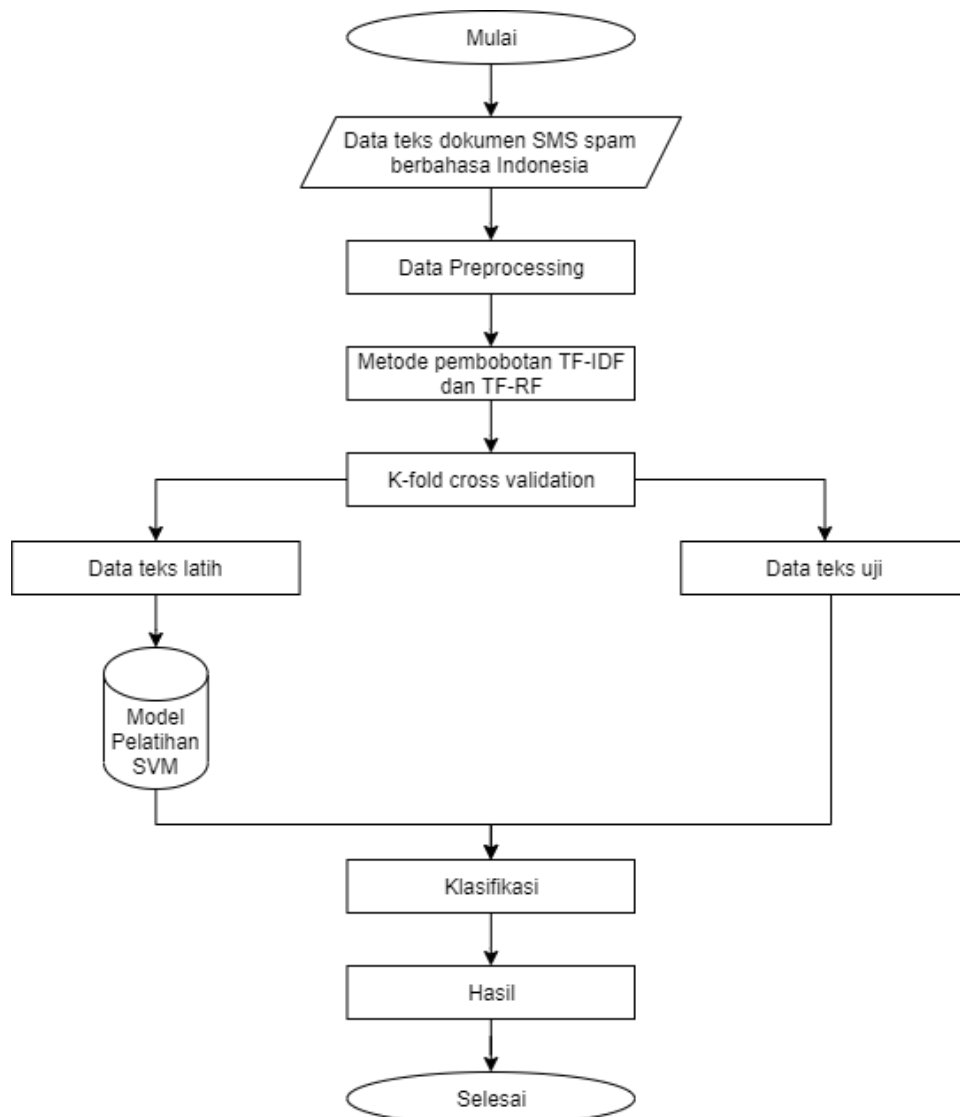 Mulai
Data teks dokumen SMS spam
berbahasa Indonesia
Data Preprocessing
Metode pembobotan TF-IDF
dan TF-RF
K-fold cross validation
Data teks latih
Data teks uji
Model
Pelatihan
SVM
Klasifikasi
Hasil
Selesai